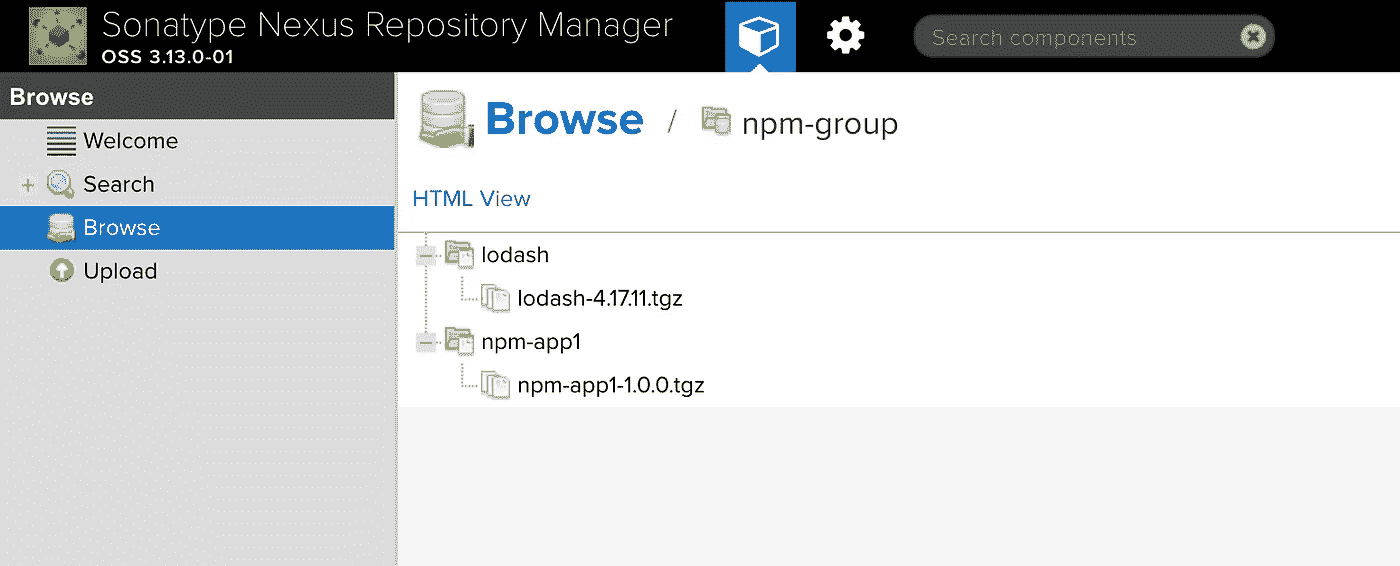 Sonatype Nexus Repository Manager
OSS 3.13.0-01
Search components
Browse
Welcome
Search
Browse
Upload
Browse / npm-group
HTML View
lodash
lodash-4.17.11.tgz
npm-app1
npm-app1-1.0.0.tgz